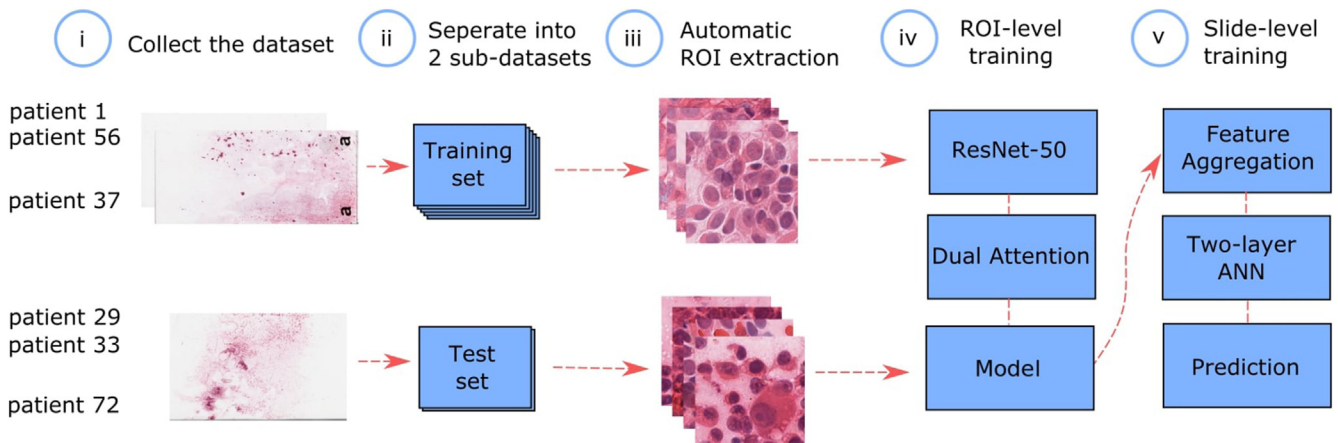 i
Collect the dataset
ii
Seperate into
2 sub-datasets
iii
Automatic
ROI extraction
iv
ROI-level
training
v
Slide-level
training
patient 1
patient 56
patient 37
a
a
Training
set
ResNet-50
Dual Attention
Model
Feature
Aggregation
Two-layer
ANN
Prediction
patient 29
patient 33
patient 72
Test
set